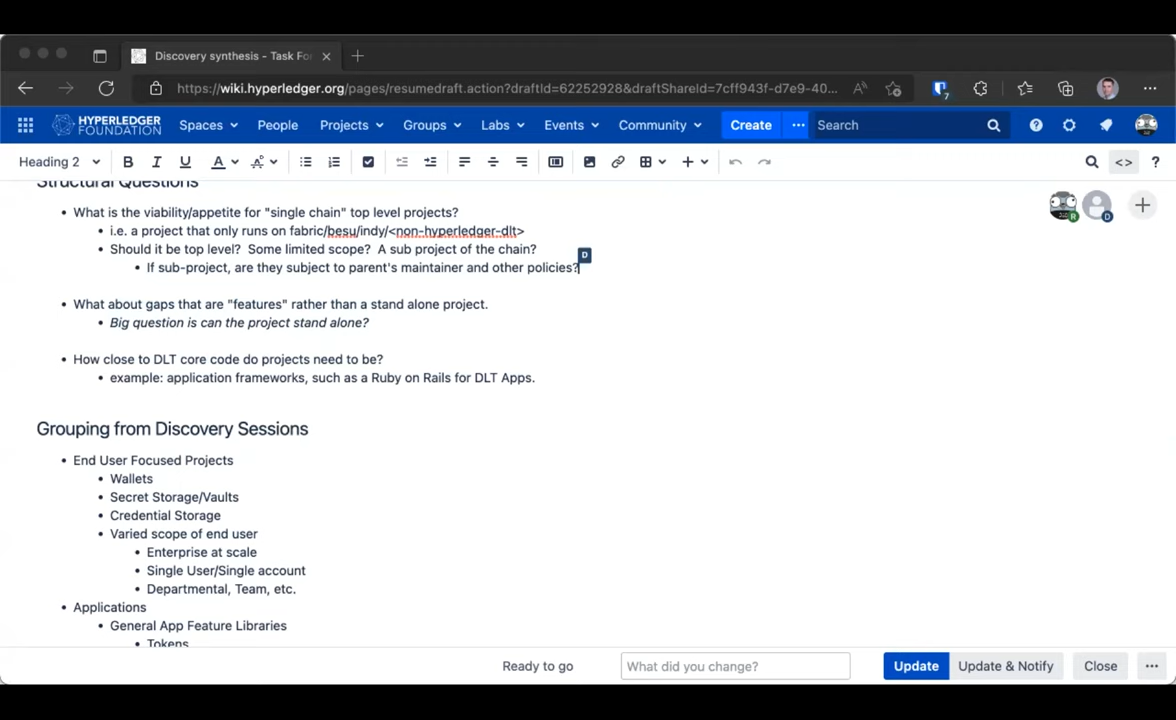 Discovery synthesis - Task For
https://wiki.hyperledger.org/pages/resumedraft.action?draftId=62252928&draftShareId=7cff943f-d7e9-40...
7
HYPERLEDGER FOUNDATION Spaces People Projects Groups Labs Events Community Create ... Search
Heading 2 B I U A
Structural Questions
R D
• What is the viability/appetite for "single chain" top level projects?
• i.e. a project that only runs on fabric/besu/indy/<non-hyperledger-dlt>
• Should it be top level?  Some limited scope?  A sub project of the chain?
D
• If sub-project, are they subject to parent's maintainer and other policies?
• What about gaps that are "features" rather than a stand alone project.
• Big question is can the project stand alone?
• How close to DLT core code do projects need to be?
• example: application frameworks, such as a Ruby on Rails for DLT Apps.
Grouping from Discovery Sessions
• End User Focused Projects
• Wallets
• Secret Storage/Vaults
• Credential Storage
• Varied scope of end user
• Enterprise at scale
• Single User/Single account
• Departmental, Team, etc.
• Applications
• General App Feature Libraries
• Tokens
Ready to go What did you change? Update Update & Notify Close ...